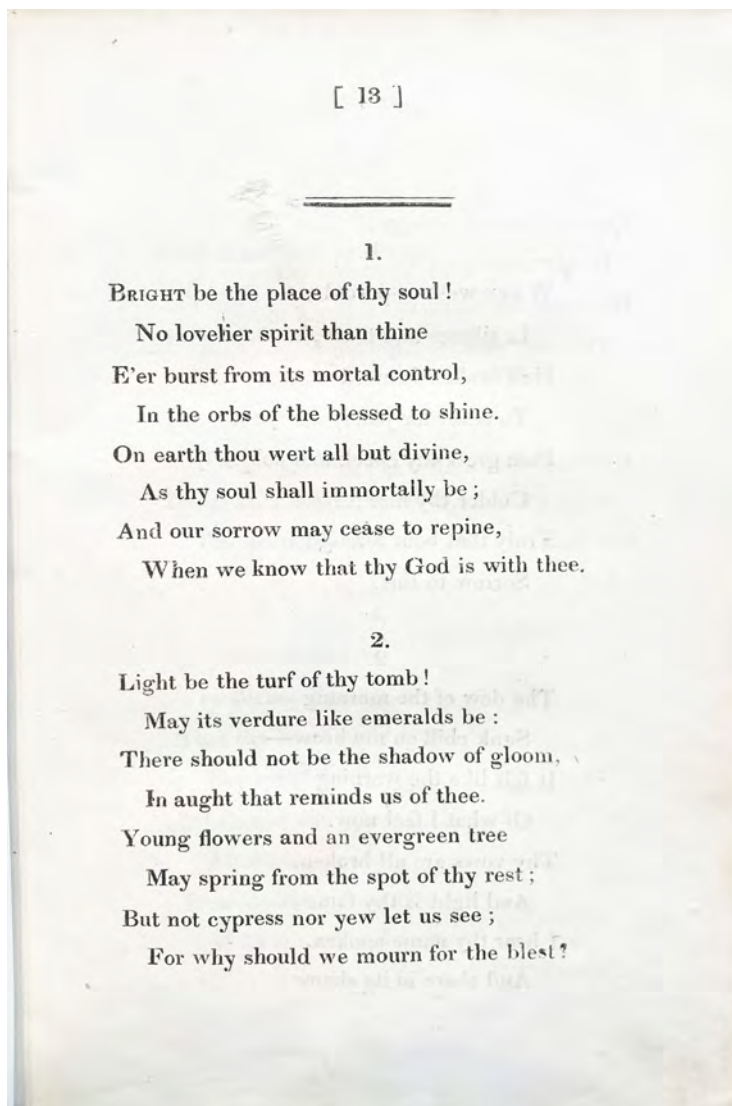 [ 13 ]
1.
BRIGHT be the place of thy soul !
No lovelier spirit than thine
E'er burst from its mortal control,
In the orbs of the blessed to shine.
On earth thou wert all but divine,
As thy soul shall immortally be ;
And our sorrow may cease to repine,
When we know that thy God is with thee.
2.
Light be the turf of thy tomb !
May its verdure like emeralds be :
There should not be the shadow of gloom,
In aught that reminds us of thee.
Young flowers and an evergreen tree
May spring from the spot of thy rest ;
But not cypress nor yew let us see ;
For why should we mourn for the blest ?